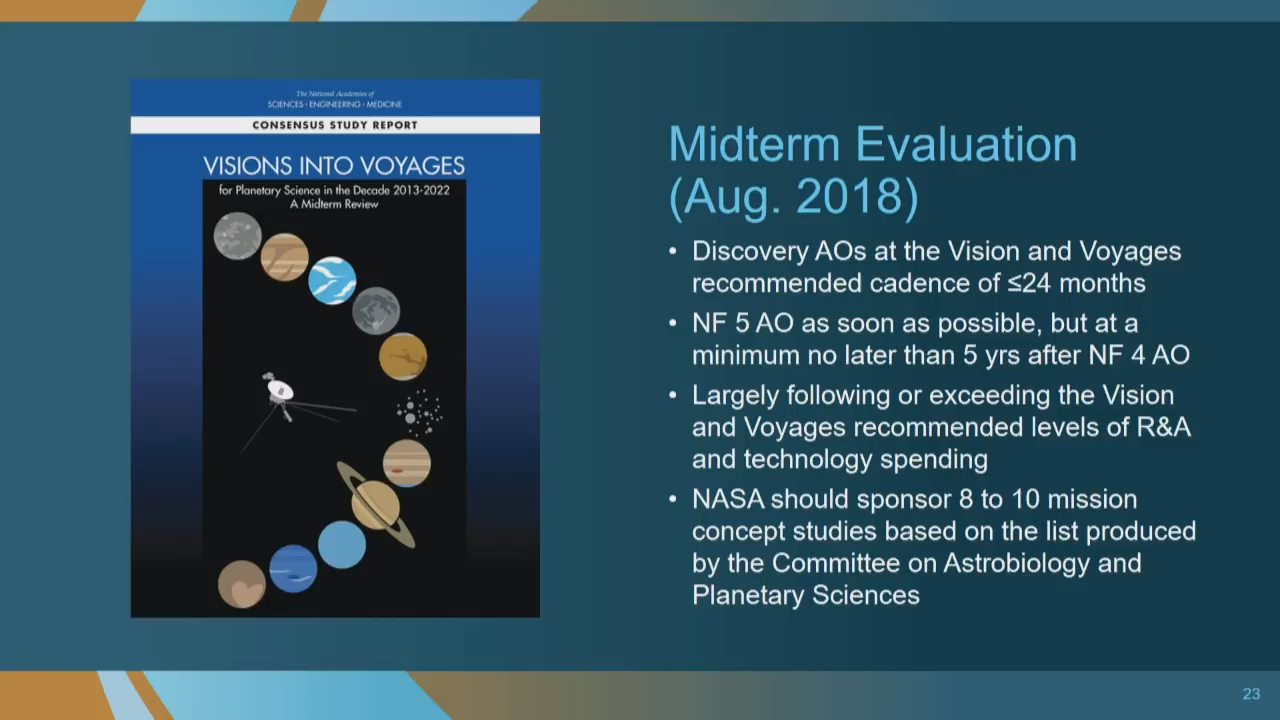 The National Academies of
SCIENCES • ENGINEERING • MEDICINE
CONSENSUS STUDY REPORT
VISIONS INTO VOYAGES
for Planetary Science in the Decade 2013-2022
A Midterm Review
Midterm Evaluation
(Aug. 2018)
• Discovery AOs at the Vision and Voyages
recommended cadence of ≤24 months
• NF 5 AO as soon as possible, but at a
minimum no later than 5 yrs after NF 4 AO
• Largely following or exceeding the Vision
and Voyages recommended levels of R&A
and technology spending
• NASA should sponsor 8 to 10 mission
concept studies based on the list produced
by the Committee on Astrobiology and
Planetary Sciences
23